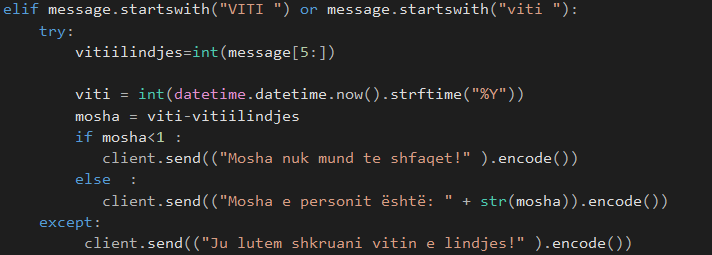 elif message.startswith("VITI ") or message.startswith("viti "):
    try:
        vitiilindjes=int(message[5:])

        viti = int(datetime.datetime.now().strftime("%Y"))
        mosha = viti-vitiilindjes
        if mosha<1 :
           client.send(("Mosha nuk mund te shfaqet!" ).encode())
        else  :
           client.send(("Mosha e personit është: " + str(mosha)).encode())
    except:
         client.send(("Ju lutem shkruani vitin e lindjes!" ).encode())